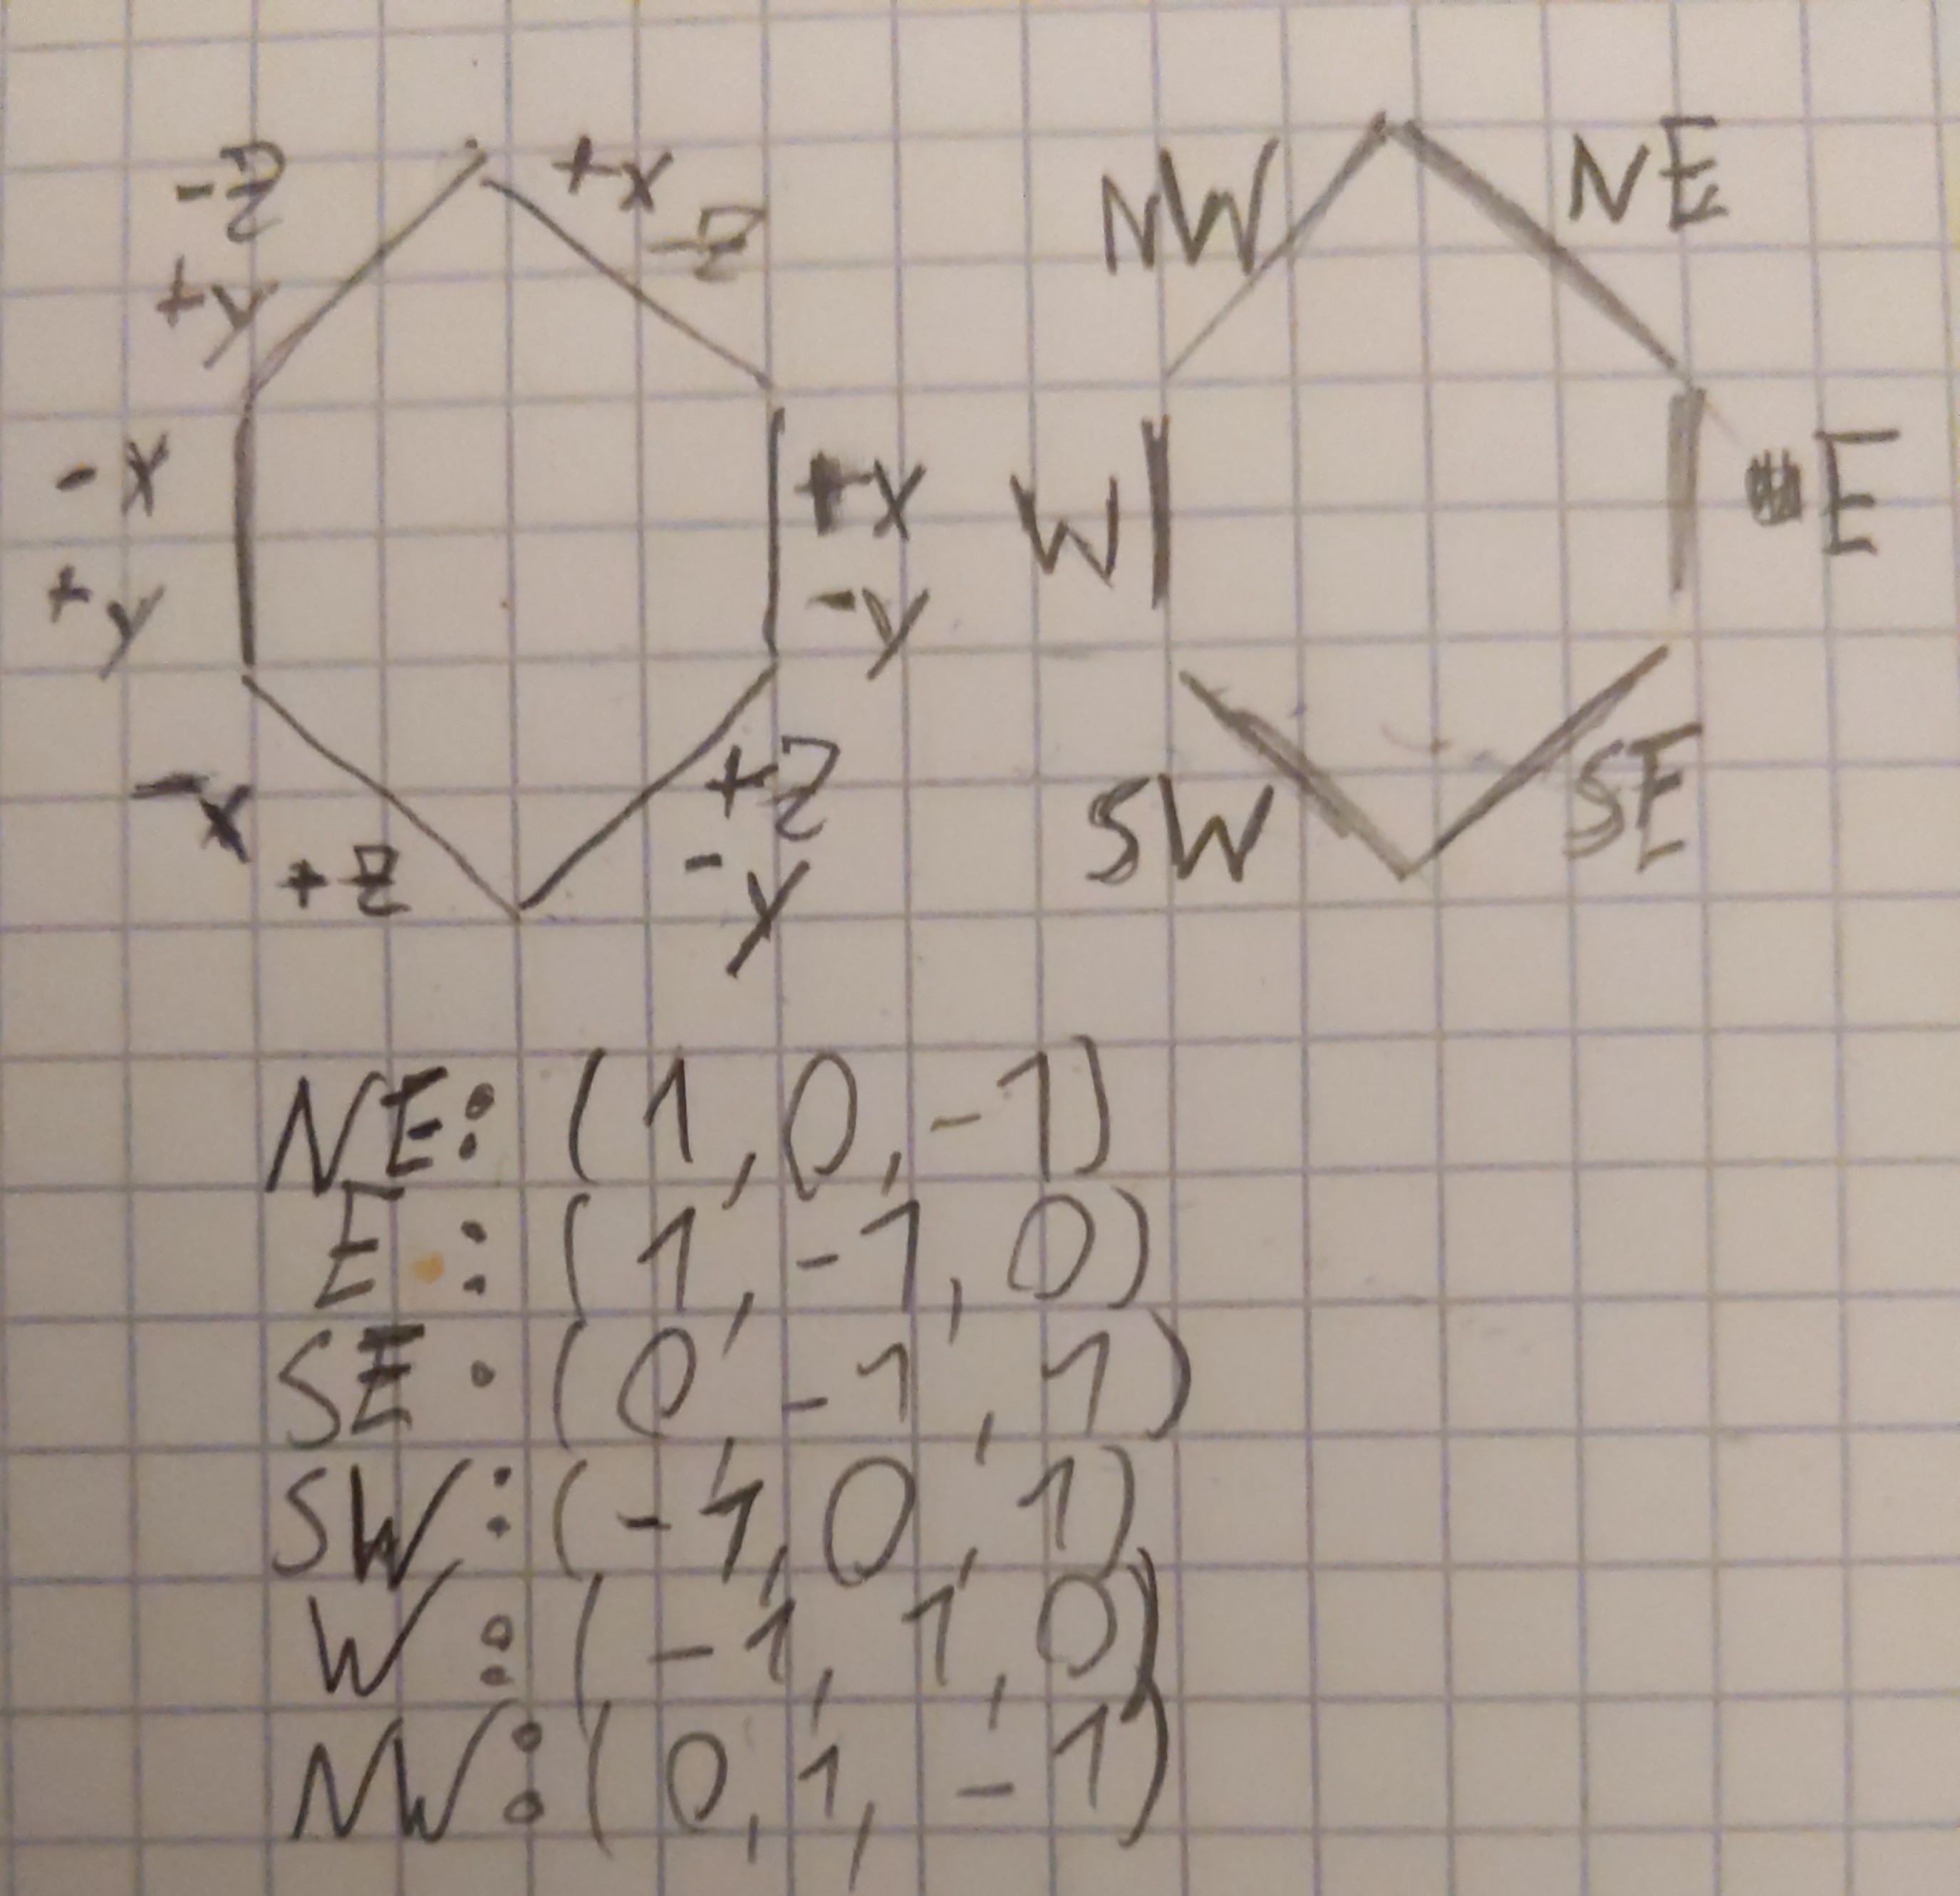 -Z
+Y
-X
+Y
-X
+Z
+X
-Z
+X
-Y
+Z
-Y
NW
NE
W
E
SW
SE
NE: (1, 0, -1)
E : (1, -1, 0)
SE : (0, -1, 1)
SW : (-1, 0, 1)
W : (-1, 1, 0)
NW : (0, 1, -1)